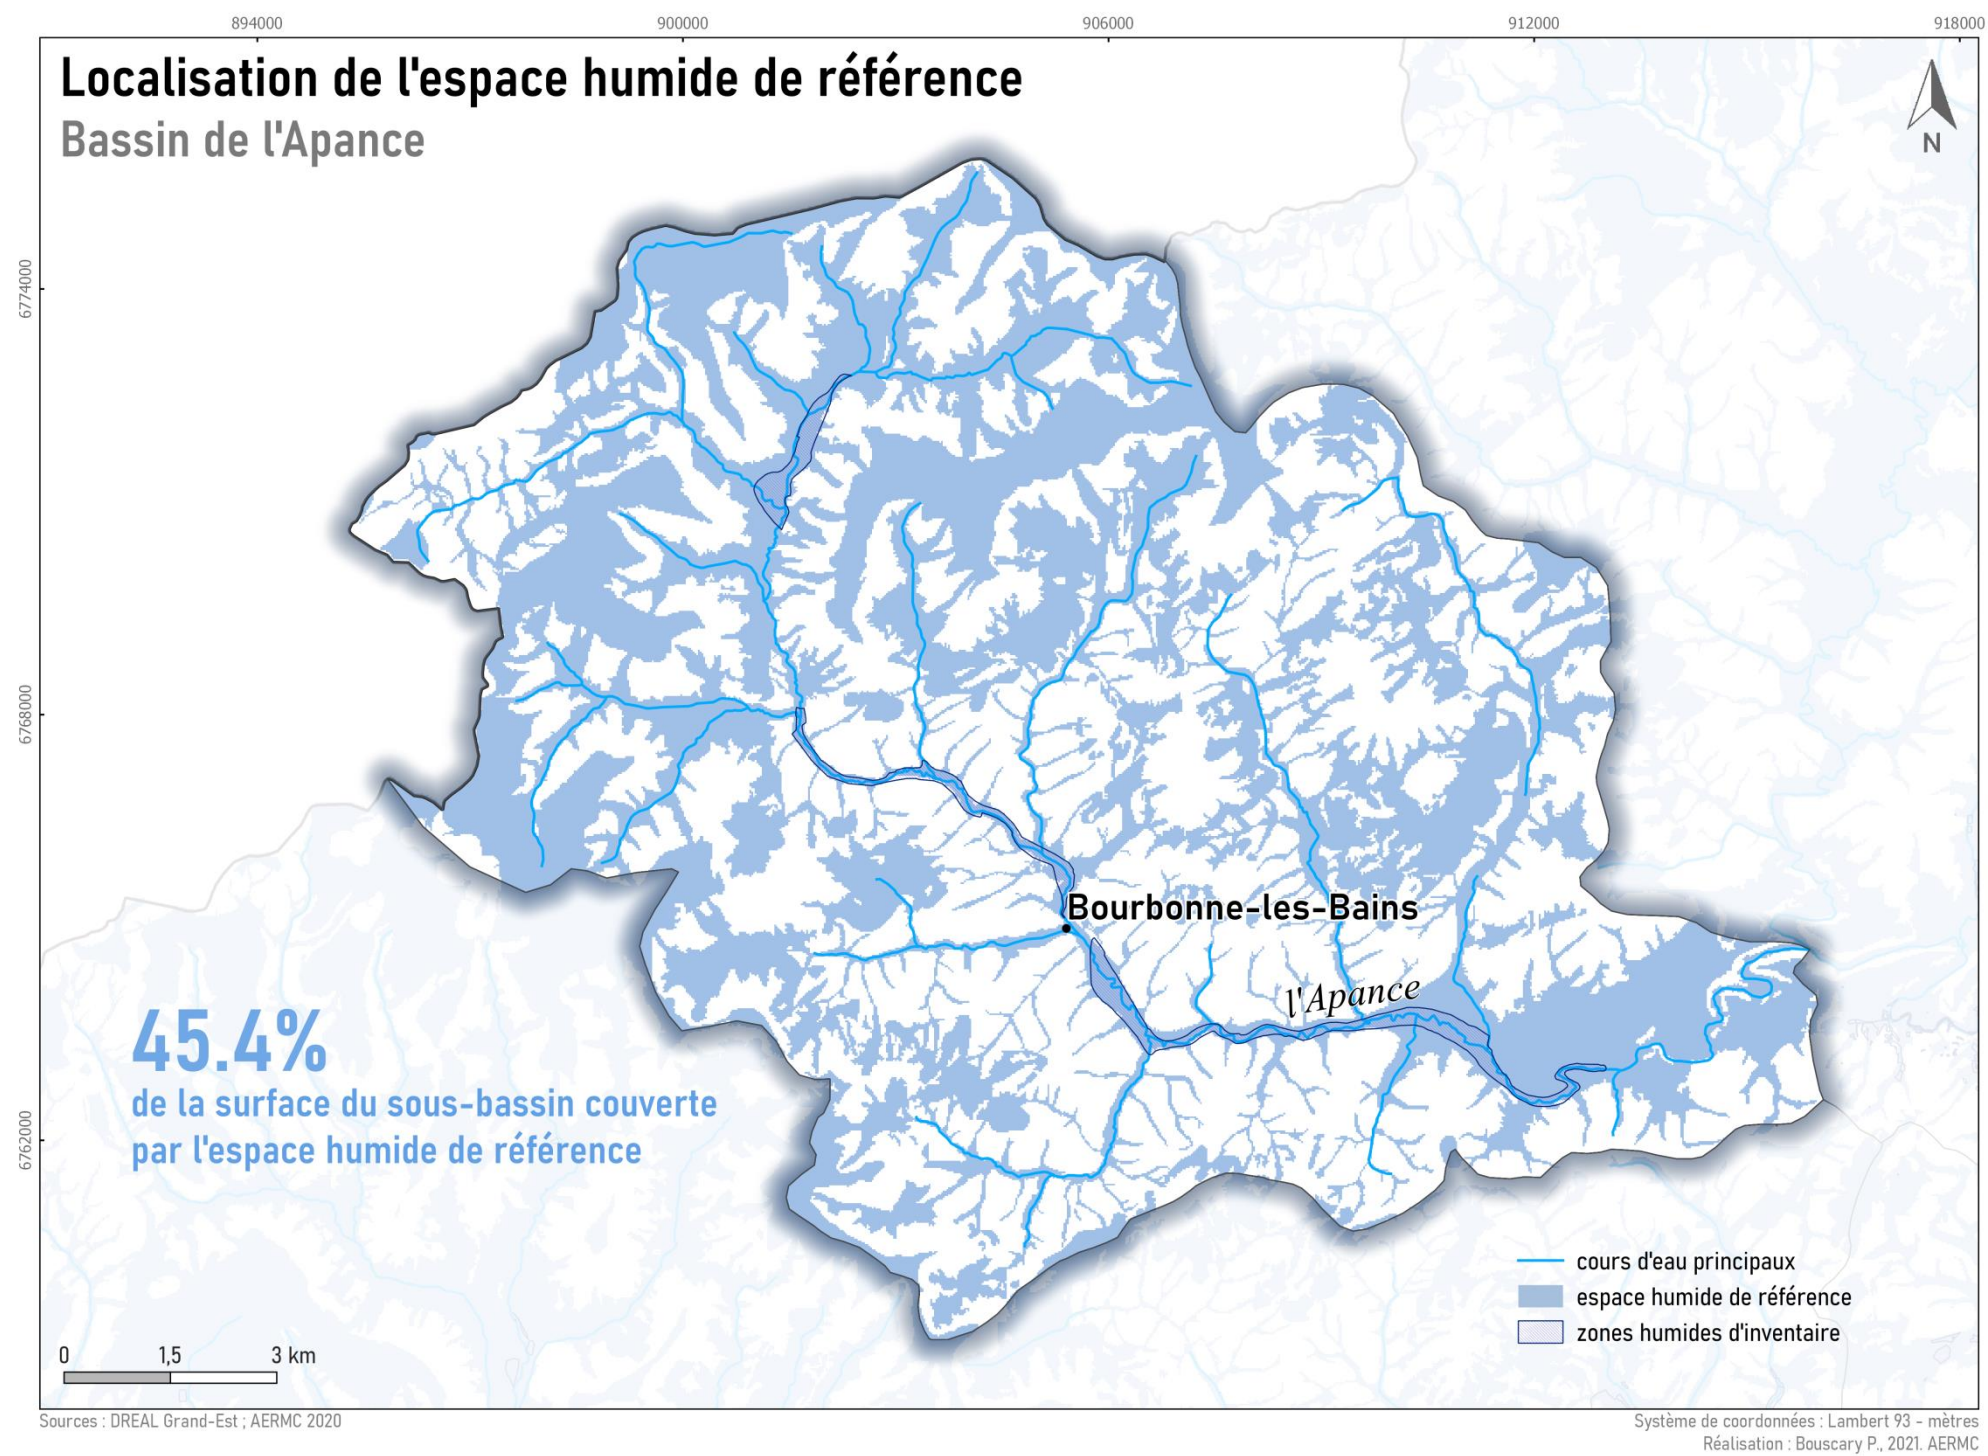 894000 900000 906000 912000 918000
Localisation de l'espace humide de référence
Bassin de l'Apance
N
6774000
6768000
Bourbonne-les-Bains
l'Apance
45.4%
de la surface du sous-bassin couverte
par l'espace humide de référence
6762000
cours d'eau principaux
espace humide de référence
zones humides d'inventaire
0 1,5 3 km
Sources : DREAL Grand-Est ; AERMC 2020
Système de coordonnées : Lambert 93 - mètres
Réalisation : Bouscary P., 2021. AERMC